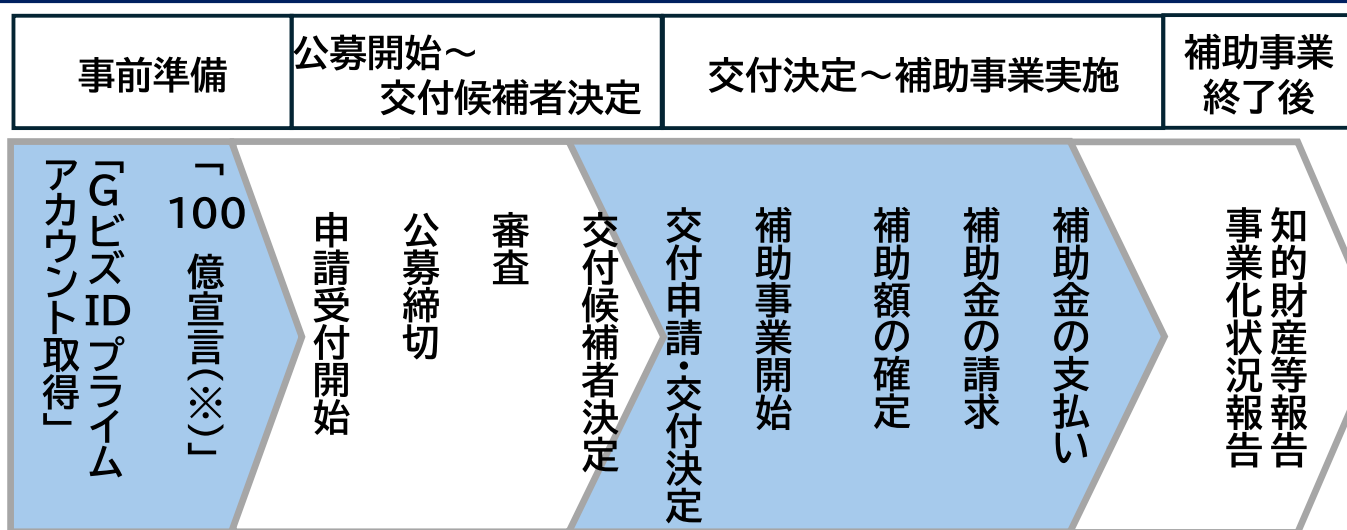 事前準備
公募開始～
交付候補者決定
交付決定～補助事業実施
補助事業
終了後
「GビズIDプライム
アカウント取得」
「100億宣言(※)」
申請受付開始
公募締切
審査
交付候補者決定
交付申請・交付決定
補助事業開始
補助額の確定
補助金の請求
補助金の支払い
知的財産等報告
事業化状況報告